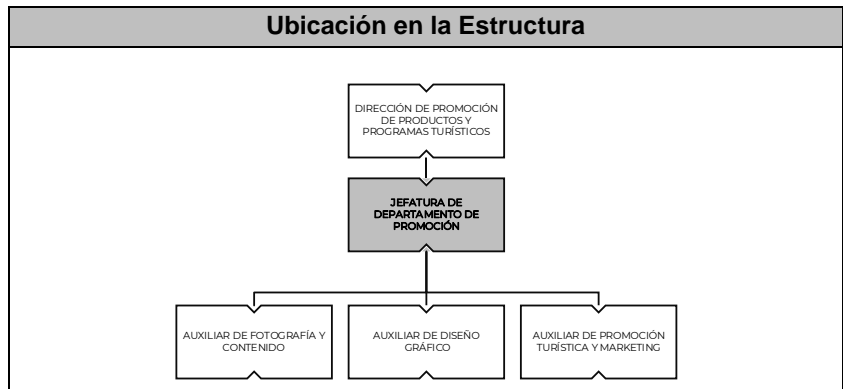 Ubicación en la Estructura
DIRECCIÓN DE PROMOCIÓN
DE PRODUCTOS Y
PROGRAMAS TURÍSTICOS
JEFATURA DE
DEPARTAMENTO DE
PROMOCIÓN
AUXILIAR DE FOTOGRAFÍA Y
CONTENIDO
AUXILIAR DE DISEÑO
GRÁFICO
AUXILIAR DE PROMOCIÓN
TURÍSTICA Y MARKETING